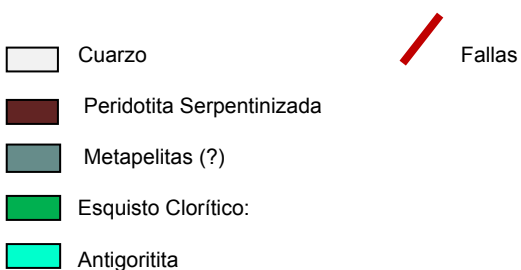 Cuarzo
Fallas
Peridotita Serpentinizada
Metapelitas (?)
Esquisto Clorítico:
Antigoritita